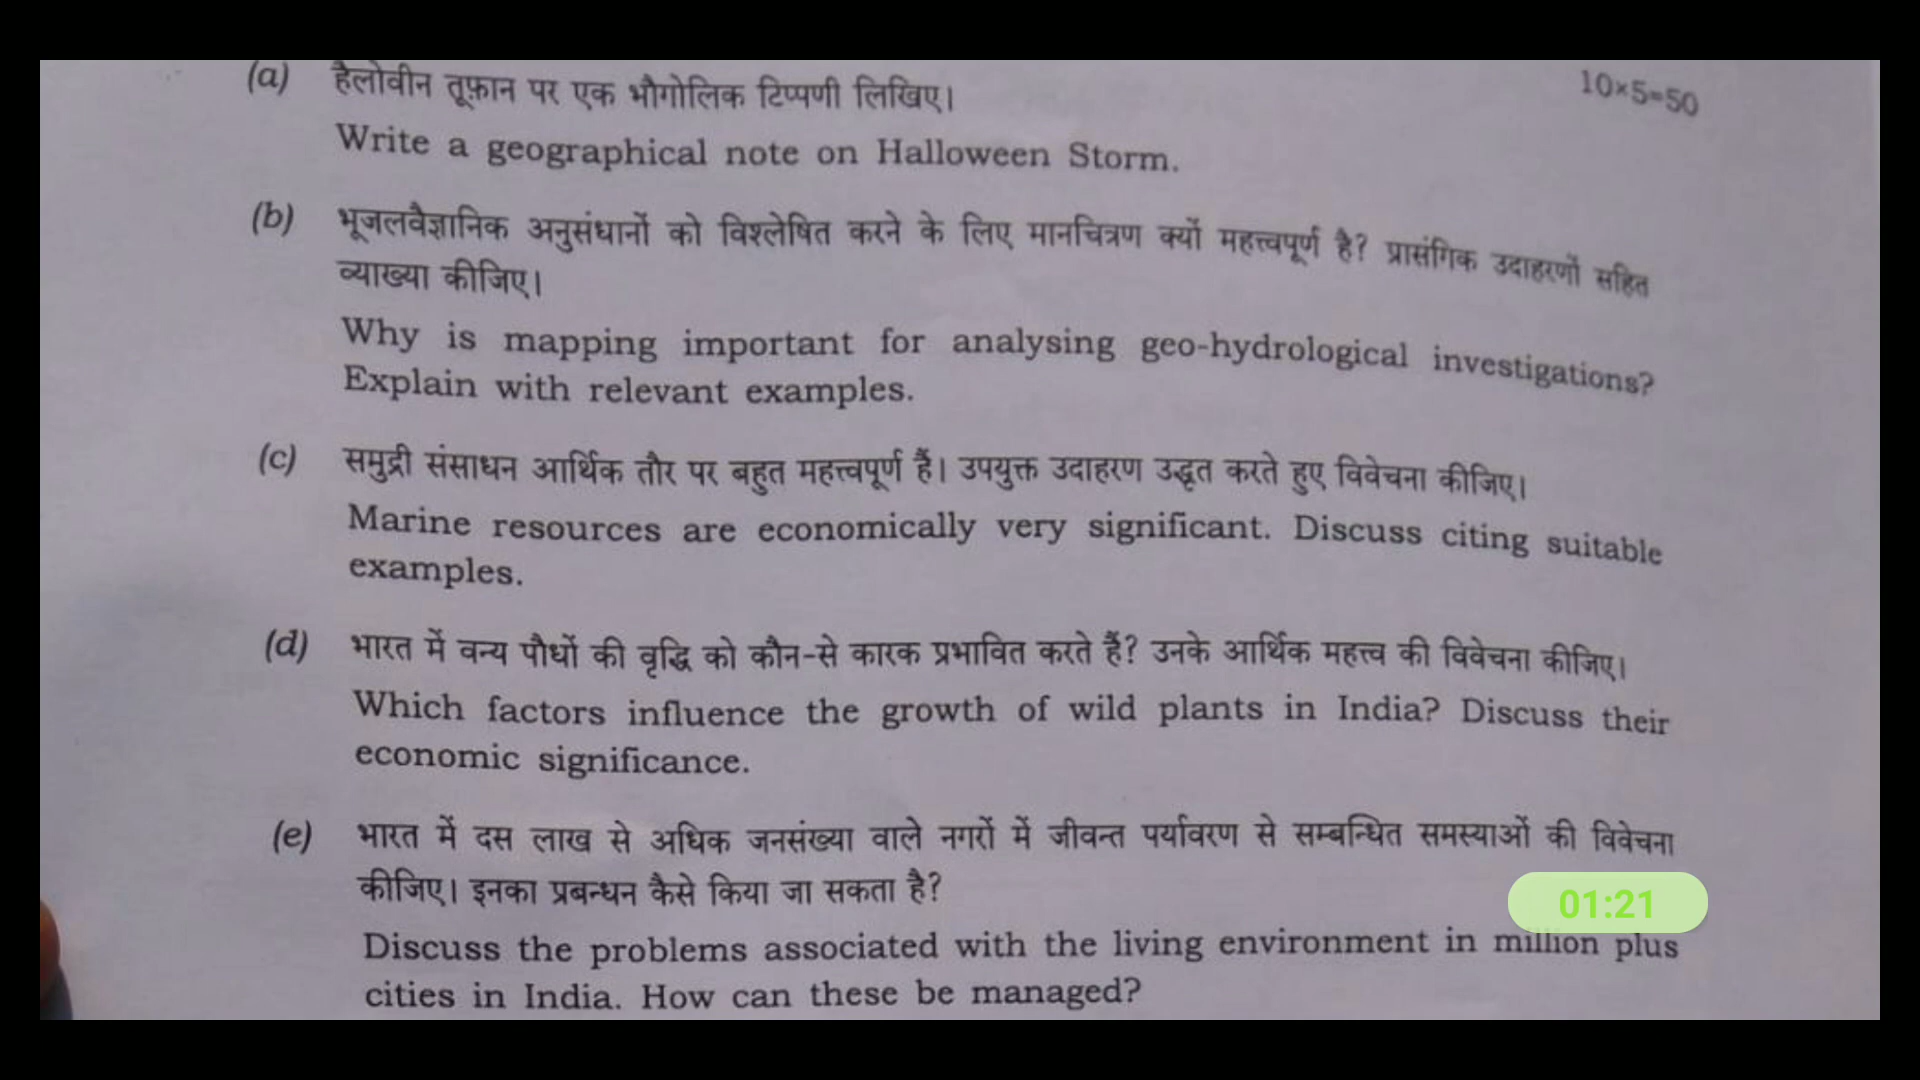 (a) हैलोवीन तूफ़ान पर एक भौगोलिक टिप्पणी लिखिए।
10×5=50
Write a geographical note on Halloween Storm.
(b) भूजलवैज्ञानिक अनुसंधानों को विश्लेषित करने के लिए मानचित्रण क्यों महत्त्वपूर्ण है? प्रासंगिक उदाहरणों सहित
व्याख्या कीजिए।
Why is mapping important for analysing geo-hydrological investigations?
Explain with relevant examples.
(c) समुद्री संसाधन आर्थिक तौर पर बहुत महत्त्वपूर्ण हैं। उपयुक्त उदाहरण उद्धृत करते हुए विवेचना कीजिए।
Marine resources are economically very significant. Discuss citing suitable
examples.
(d) भारत में वन्य पौधों की वृद्धि को कौन-से कारक प्रभावित करते हैं? उनके आर्थिक महत्त्व की विवेचना कीजिए।
Which factors influence the growth of wild plants in India? Discuss their
economic significance.
(e) भारत में दस लाख से अधिक जनसंख्या वाले नगरों में जीवन्त पर्यावरण से सम्बन्धित समस्याओं की विवेचना
कीजिए। इनका प्रबन्धन कैसे किया जा सकता है?
01:21
Discuss the problems associated with the living environment in million plus
cities in India. How can these be managed?